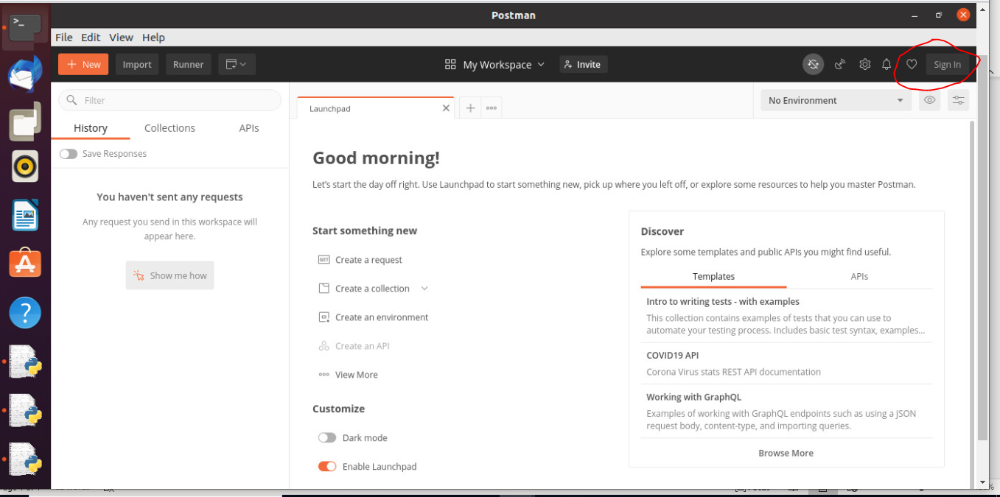 Postman
File Edit View Help
New Import Runner My Workspace Invite Sign In
Filter
Launchpad
No Environment
History Collections APIs
Save Responses
You haven't sent any requests
Any request you send in this workspace will
appear here.
Show me how
Good morning!
Let's start the day off right. Use Launchpad to start something new, pick up where you left off, or explore some resources to help you master Postman.
Start something new
GET Create a request
Create a collection
Create an environment
Create an API
View More
Customize
Dark mode
Enable Launchpad
Discover
Explore some templates and public APIs you might find useful.
Templates APIs
Intro to writing tests - with examples
This collection contains examples of tests that you can use to
automate your testing process. Includes basic test syntax, examples...
COVID19 API
Corona Virus stats REST API documentation
Working with GraphQL
Examples of working with GraphQL endpoints such as using a JSON
request body, content-type, and importing queries.
Browse More